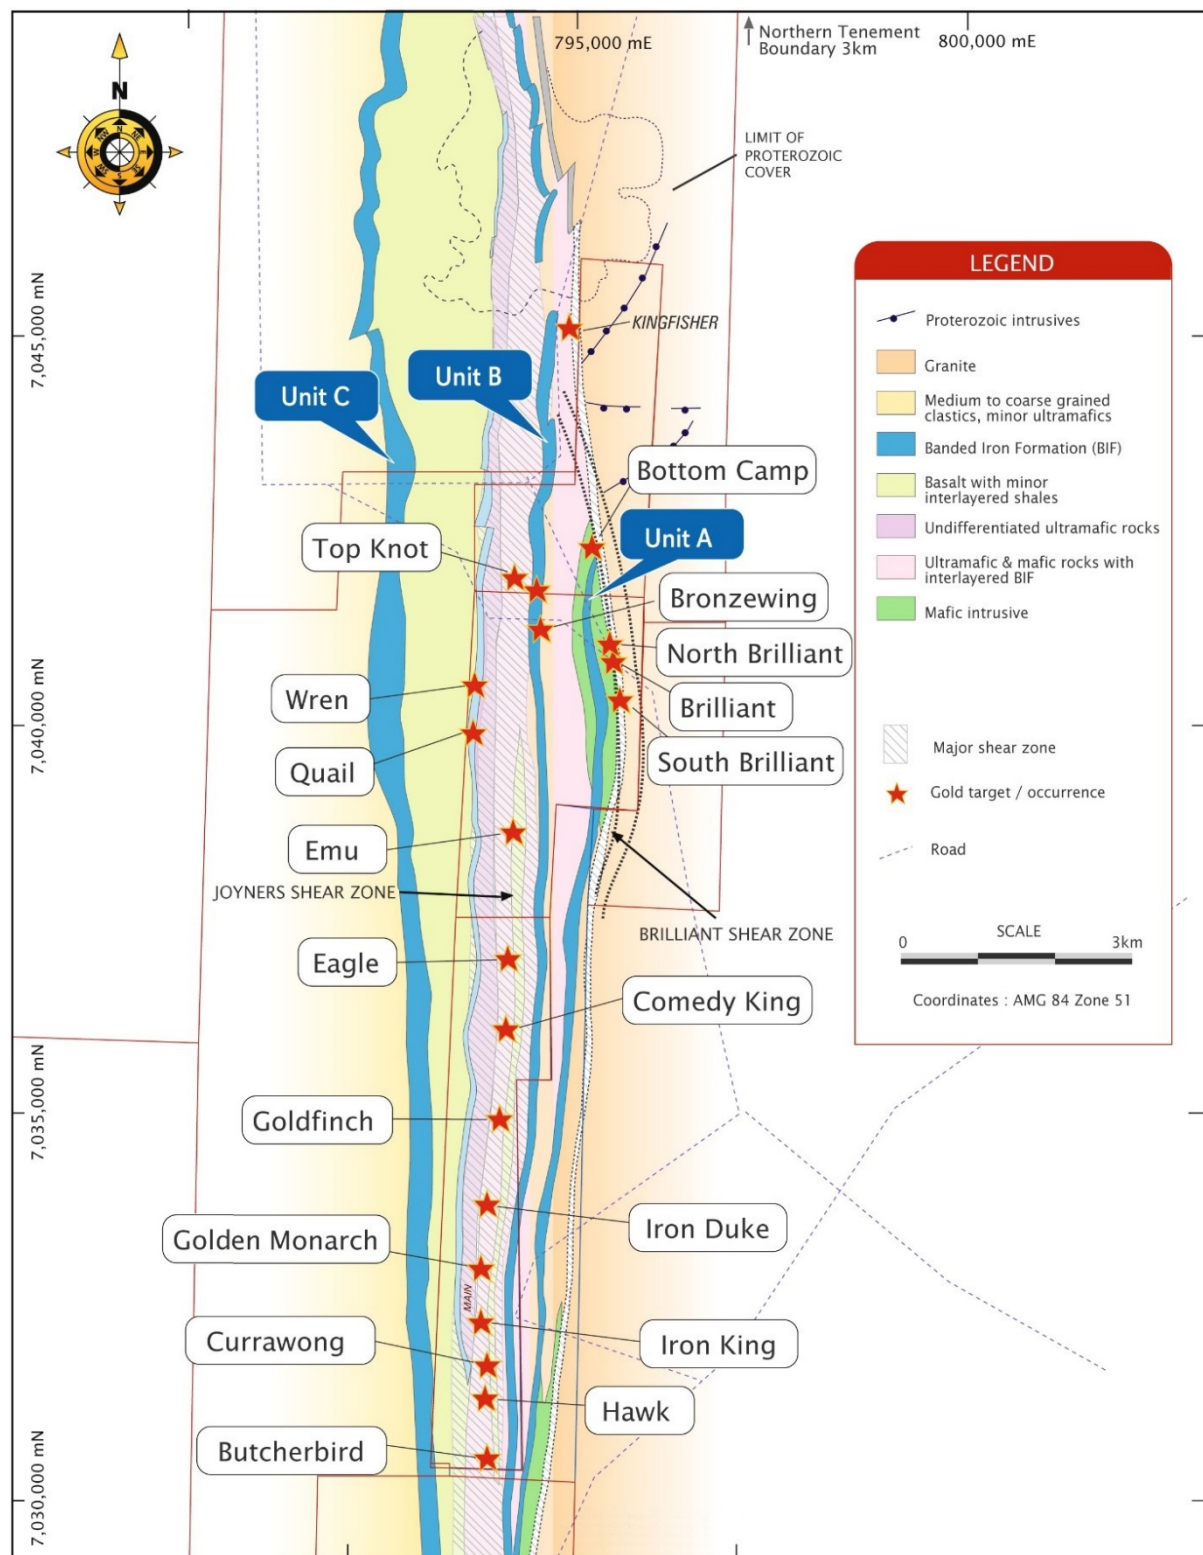 795,000 mE
Northern Tenement
Boundary 3km
800,000 mE
N
N
NE
E
SE
S
SW
W
NW
LIMIT OF
PROTEROZOIC
COVER
7,045,000 mN
KINGFISHER
Unit C
Unit B
Bottom Camp
Unit A
Top Knot
Bronzewing
North Brilliant
Wren
Brilliant
7,040,000 mN
Quail
South Brilliant
Emu
JOYNERS SHEAR ZONE
BRILLIANT SHEAR ZONE
Eagle
Comedy King
7,035,000 mN
Goldfinch
Iron Duke
Golden Monarch
MAIN
Currawong
Iron King
Hawk
Butcherbird
7,030,000 mN
LEGEND
Proterozoic intrusives
Granite
Medium to coarse grained
clastics, minor ultramafics
Banded Iron Formation (BIF)
Basalt with minor
interlayered shales
Undifferentiated ultramafic rocks
Ultramafic & mafic rocks with
interlayered BIF
Mafic intrusive
Major shear zone
Gold target / occurrence
Road
SCALE
0 3km
Coordinates : AMG 84 Zone 51